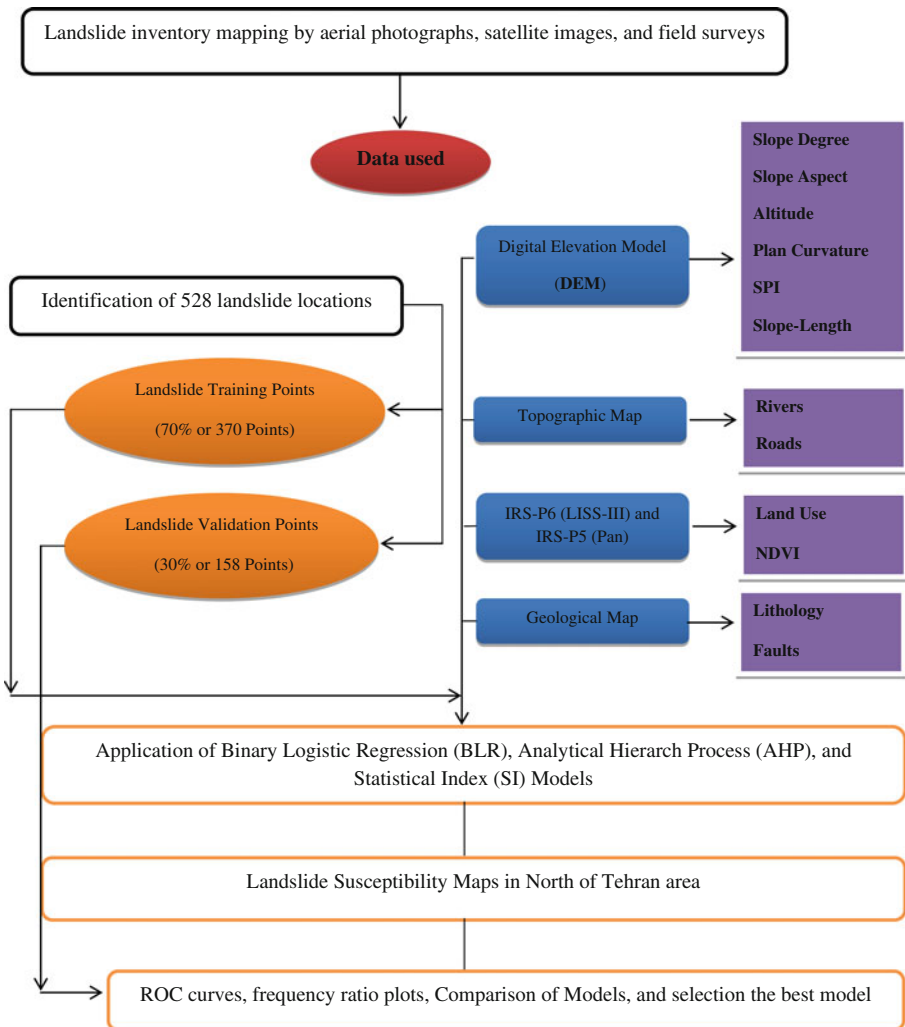 Landslide inventory mapping by aerial photographs, satellite images, and field surveys
Data used
Slope Degree
Slope Aspect
Altitude
Plan Curvature
SPI
Slope-Length
Digital Elevation Model
(DEM)
Identification of 528 landslide locations
Landslide Training Points
(70% or 370 Points)
Topographic Map
Rivers
Roads
Landslide Validation Points
(30% or 158 Points)
IRS-P6 (LISS-III) and
IRS-P5 (Pan)
Land Use
NDVI
Geological Map
Lithology
Faults
Application of Binary Logistic Regression (BLR), Analytical Hierarch Process (AHP), and
Statistical Index (SI) Models
Landslide Susceptibility Maps in North of Tehran area
ROC curves, frequency ratio plots, Comparison of Models, and selection the best model